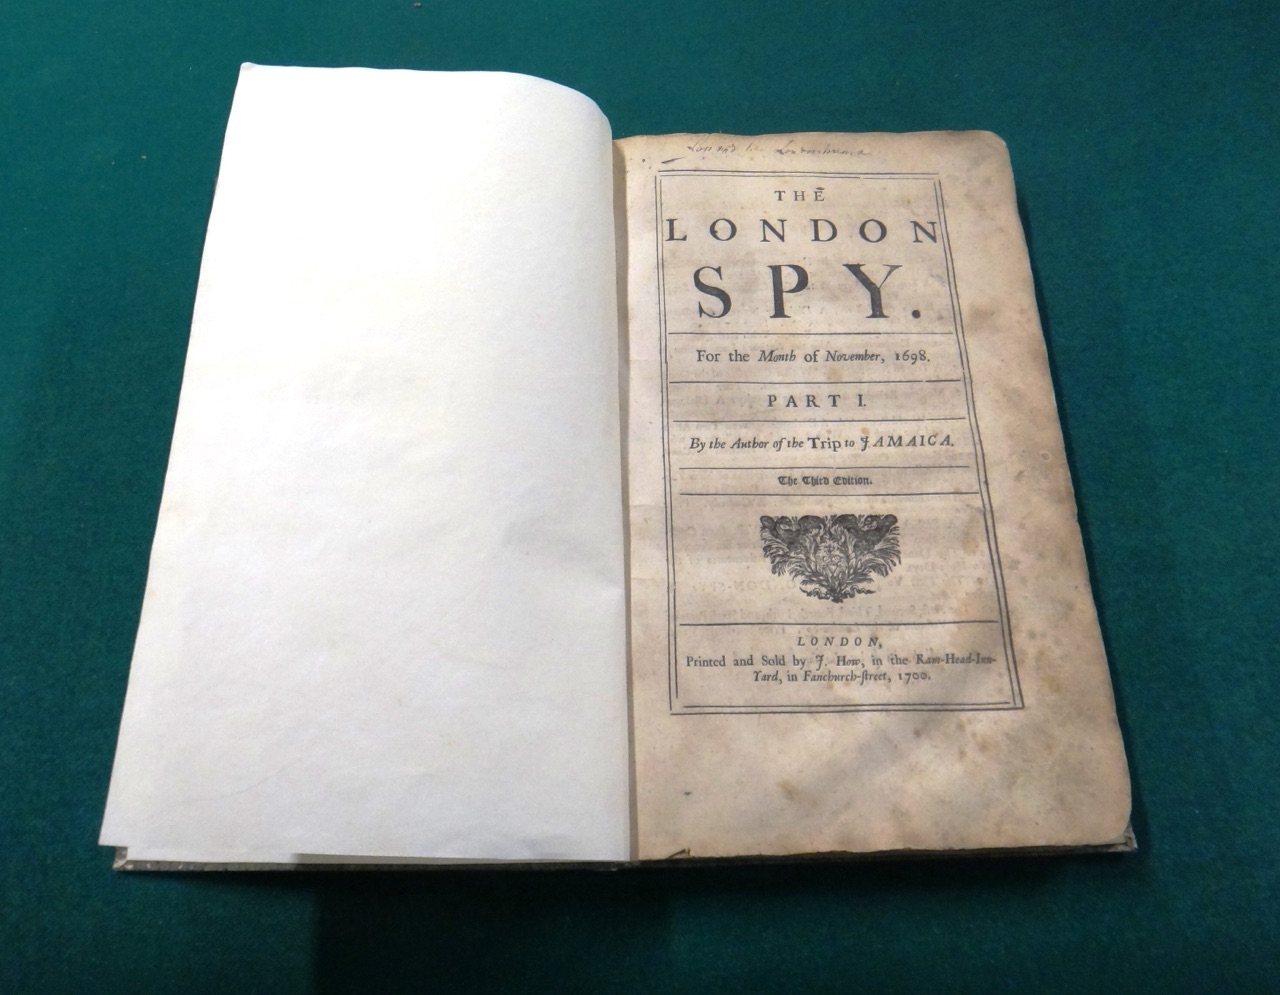 THE
LONDON
SPY.
For the Month of November, 1698.
PART I.
By the Author of the Trip to JAMAICA.
The Third Edition.
LONDON,
Printed and Sold by J. How, in the Ram-Head-Inn-
Yard, in Fanchurch-ſtreet, 1700.